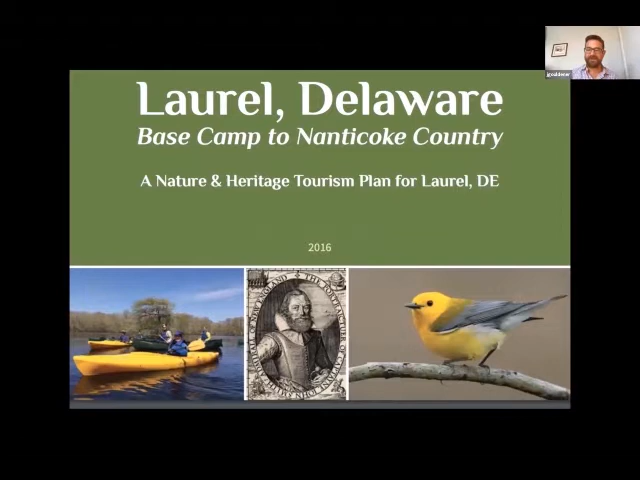 Laurel, Delaware
Base Camp to Nanticoke Country
A Nature & Heritage Tourism Plan for Laurel, DE
2016